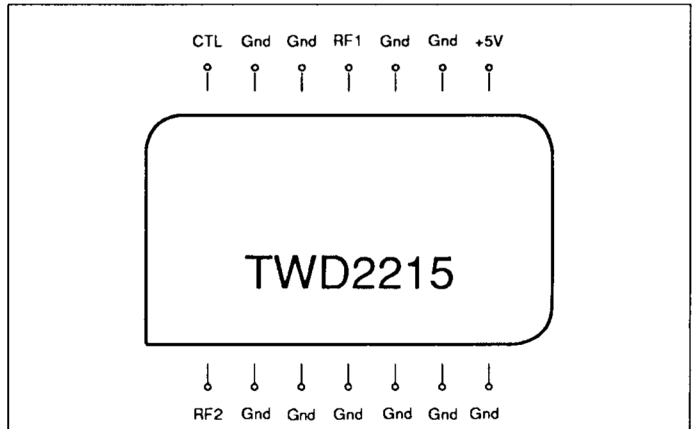 CTL Gnd Gnd RF1 Gnd Gnd +5V
TWD2215
RF2 Gnd Gnd Gnd Gnd Gnd Gnd